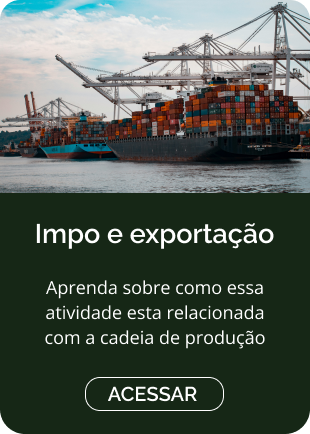 Impo e exportação
Aprenda sobre como essa
atividade esta relacionada
com a cadeia de produção
ACESSAR